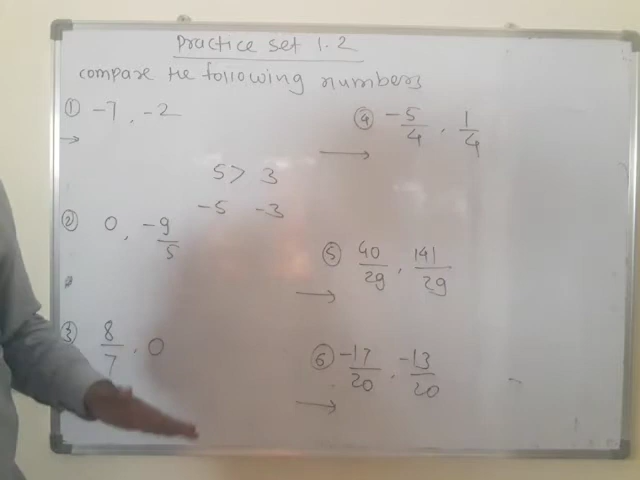 Practice Set 1.2
compare the following numbers
① -7, -2
→
5 > 3
-5 -3
② 0, -9/5
③ 8/7, 0
④ -5/4, 1/4
→
⑤ 40/29, 141/29
→
⑥ -17/20, -13/20
→